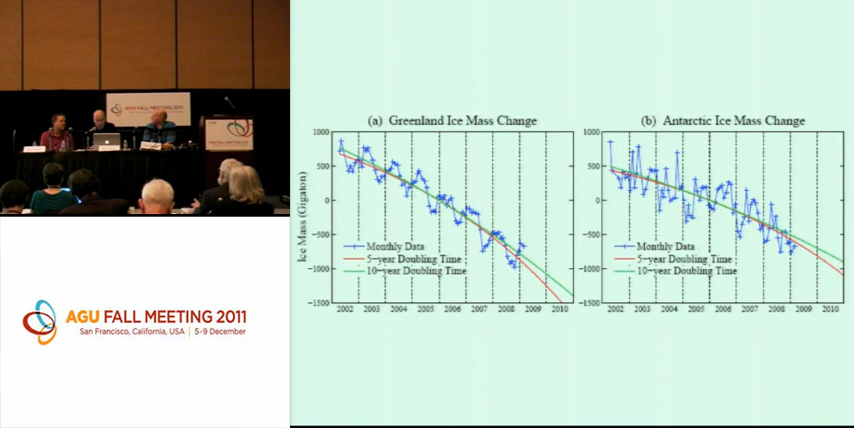 AGU FALL MEETING 2011
AGU FALL MEETING 2011
San Francisco, California, USA | 5-9 December
(a) Greenland Ice Mass Change
Ice Mass (Gigaton)
1000
500
0
−500
−1000
−1500
Monthly Data
5−year Doubling Time
10−year Doubling Time
2002 2003 2004 2005 2006 2007 2008 2009 2010
(b) Antarctic Ice Mass Change
1000
500
0
−500
−1000
−1500
Monthly Data
5−year Doubling Time
10−year Doubling Time
2002 2003 2004 2005 2006 2007 2008 2009 2010